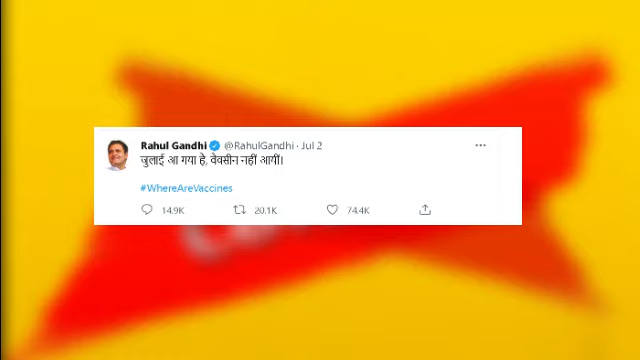 Rahul Gandhi @RahulGandhi · Jul 2
जुलाई आ गया है, वैक्सीन नहीं आयीं।
#WhereAreVaccines
14.9K 20.1K 74.4K